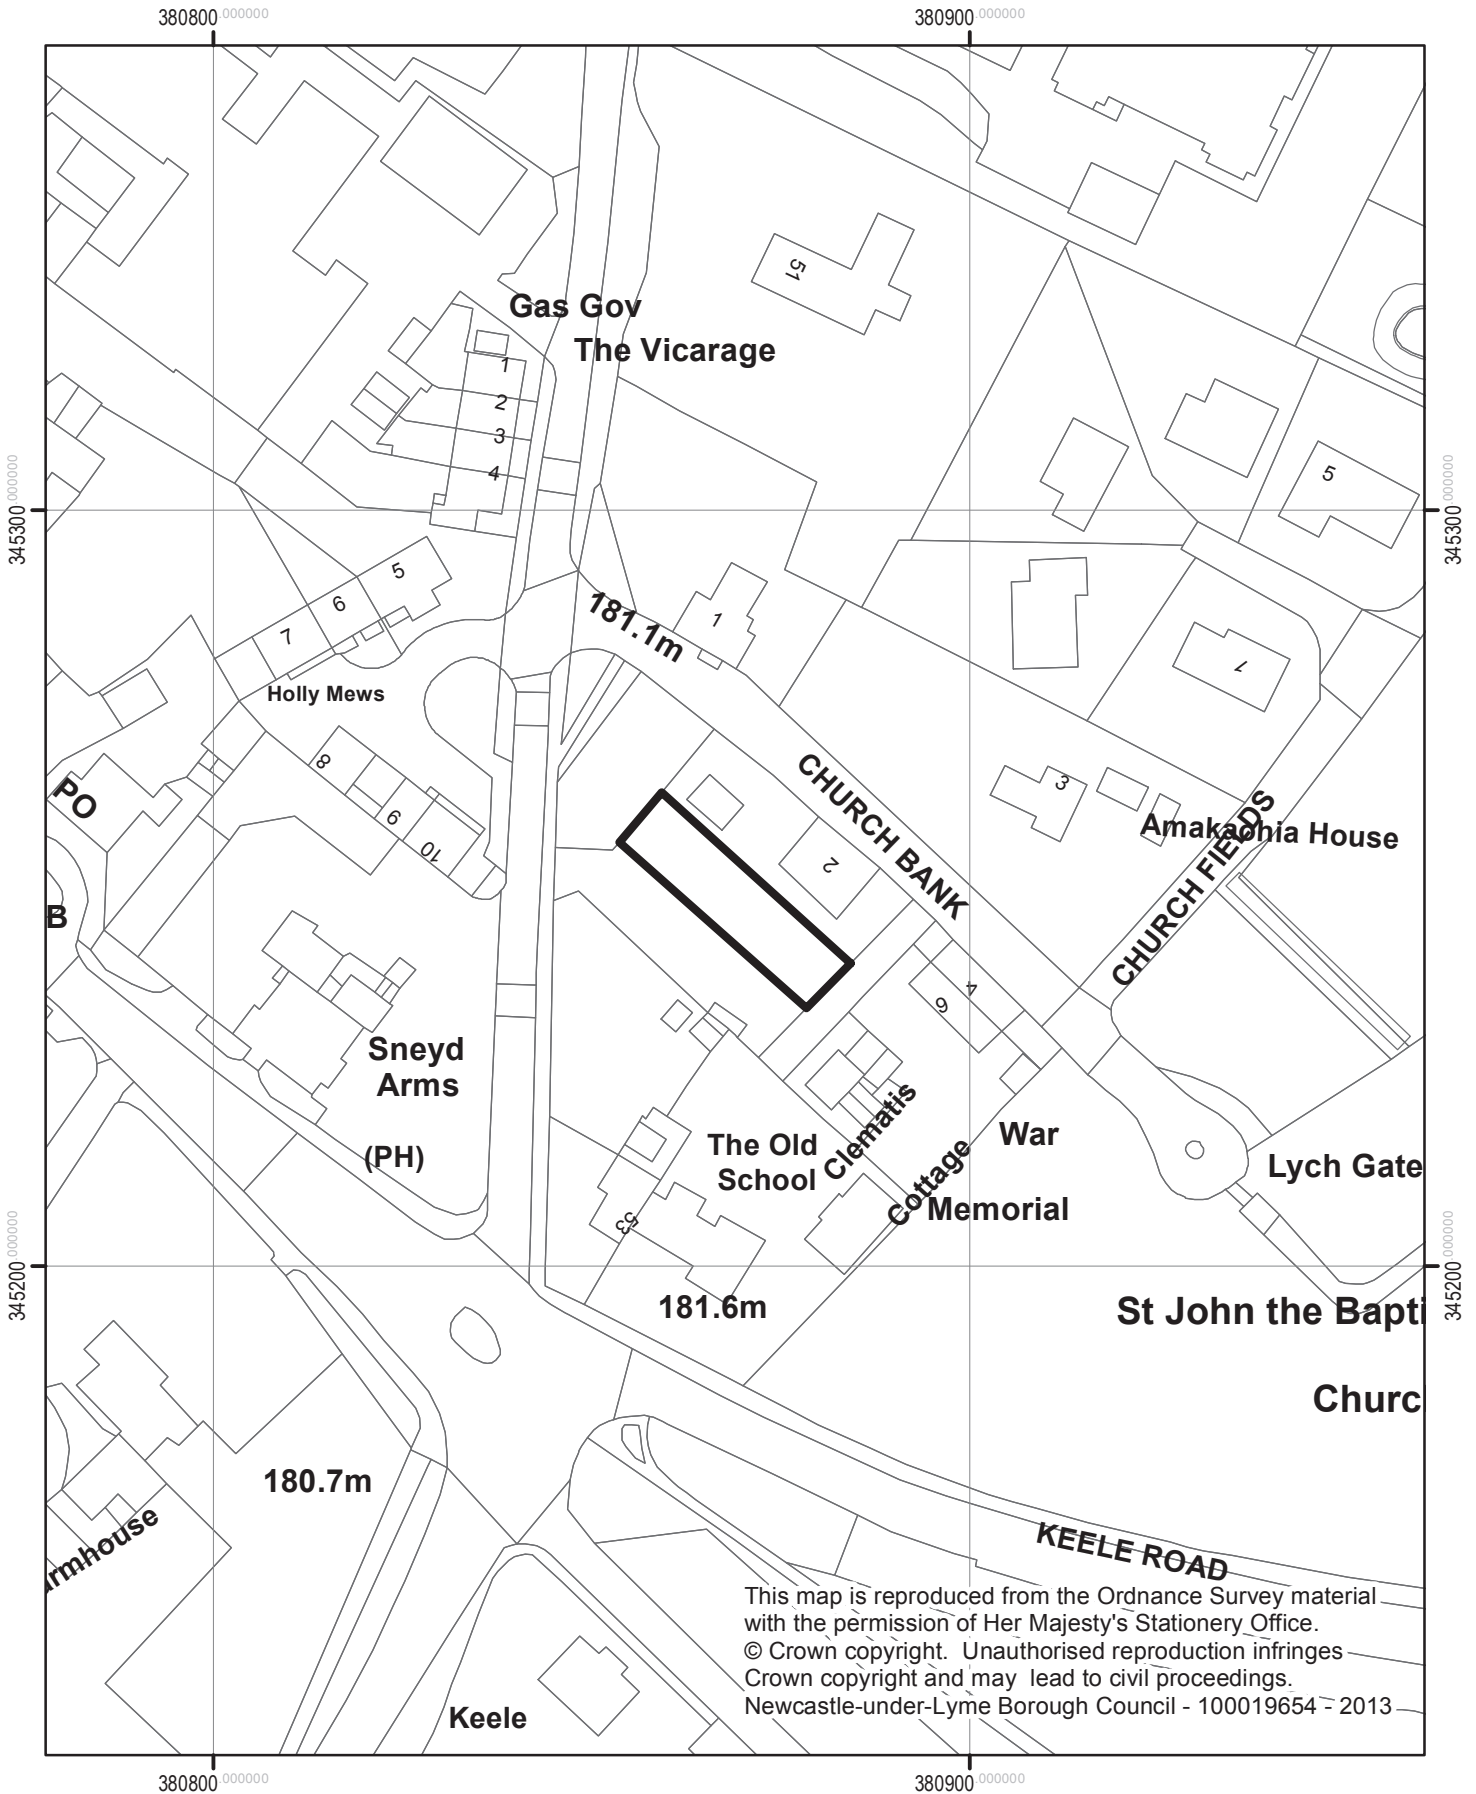 380800.000000
380900.000000
51
Gas Gov
The Vicarage
1
2
3
4
5
345300.000000
345300.000000
5
6
7
181.1m
1
1
Holly Mews
8
9
10
PO
CHURCH BANK
2
3
Amakaohia House
CHURCH FIELDS
B
4
6
Sneyd
Arms
(PH)
The Old
School
Clematis
Cottage
War
Memorial
Lych Gate
53
345200.000000
345200.000000
181.6m
St John the Bapti
Churc
180.7m
armhouse
KEELE ROAD
This map is reproduced from the Ordnance Survey material
with the permission of Her Majesty's Stationery Office.
© Crown copyright. Unauthorised reproduction infringes
Crown copyright and may lead to civil proceedings.
Newcastle-under-Lyme Borough Council - 100019654 - 2013
Keele
380800.000000
380900.000000